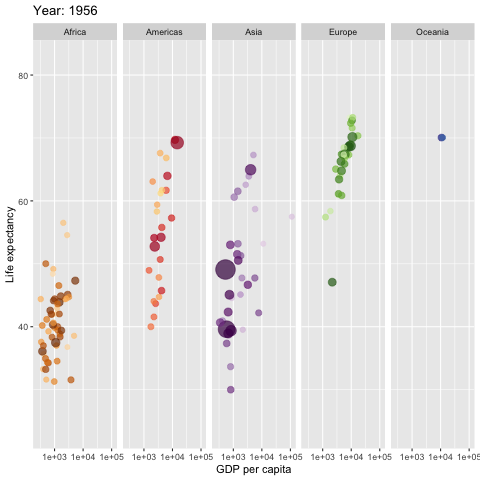 Year: 1956
Africa Americas Asia Europe Oceania
80
60
40
1e+03 1e+04 1e+05 1e+03 1e+04 1e+05 1e+03 1e+04 1e+05 1e+03 1e+04 1e+05 1e+03 1e+04 1e+05
GDP per capita
Life expectancy